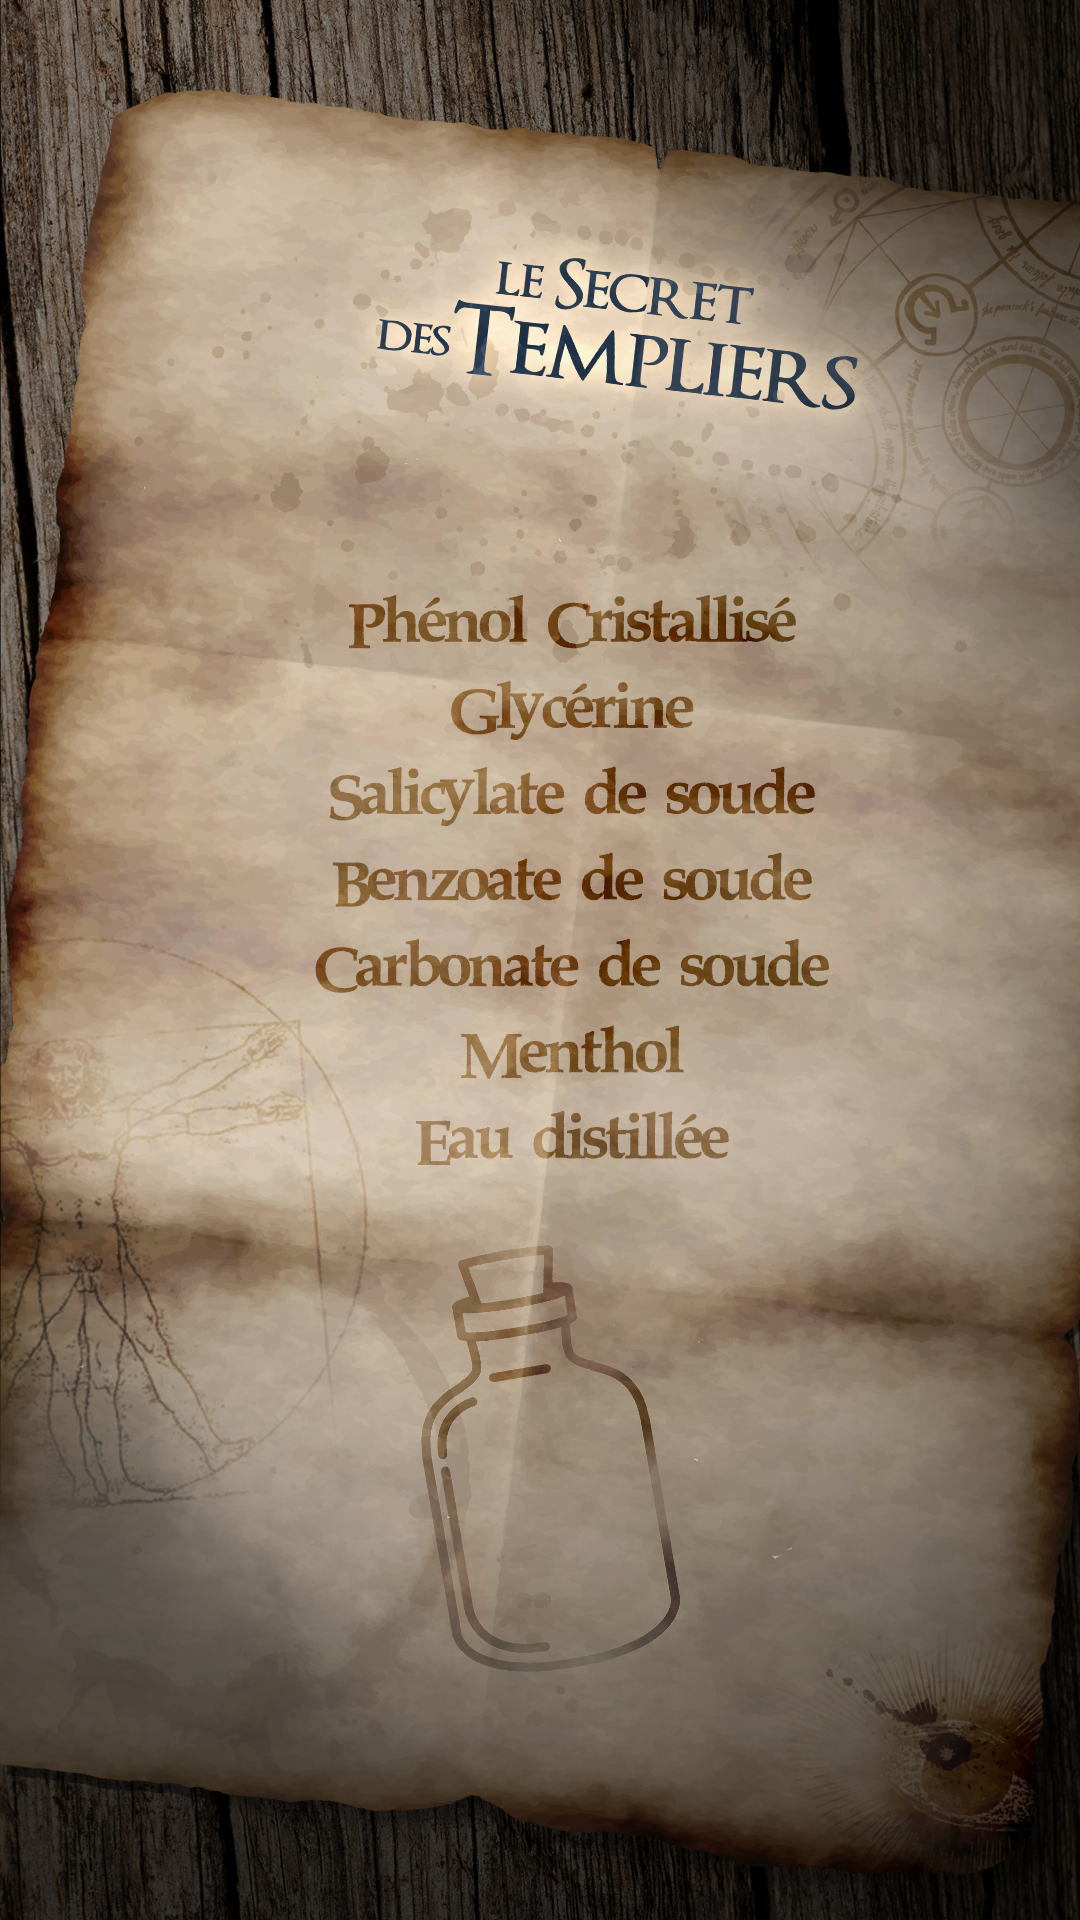 LE SECRET
DES TEMPLIERS
Phénol Cristallisé
Glycérine
Salicylate de soude
Benzoate de soude
Carbonate de soude
Menthol
Eau distillée